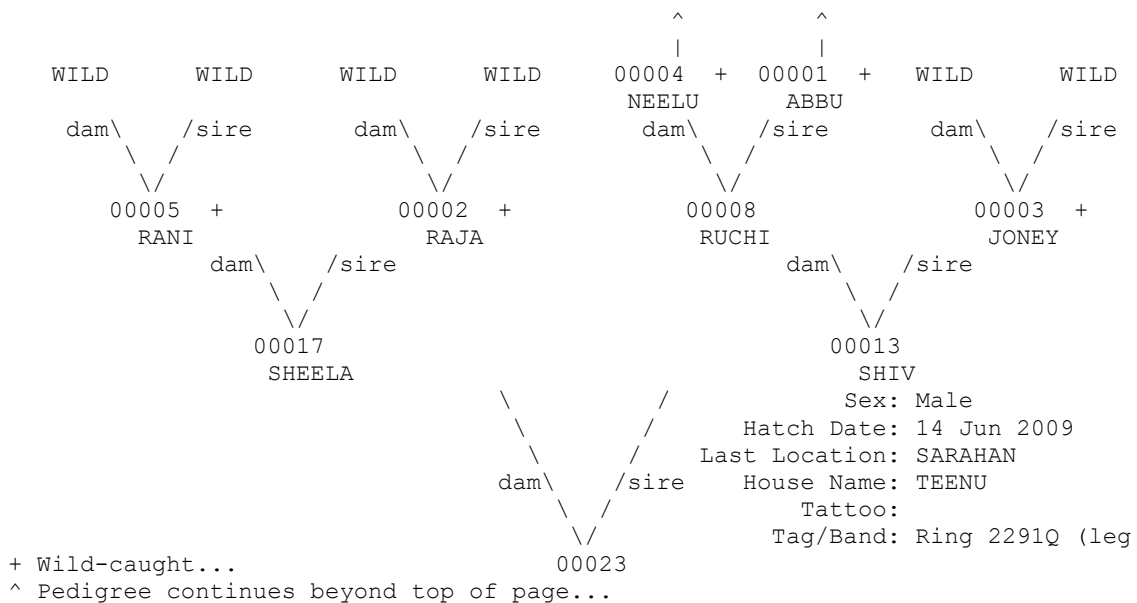 ^            ^
                                                     |            |
    WILD        WILD        WILD        WILD      00004  +  00001  +    WILD        WILD
                                                   NEELU       ABBU
     dam\      /sire         dam\      /sire         dam\      /sire         dam\      /sire
         \    /                  \    /                  \    /                  \    /
          \/                      \/                      \/                      \/
        00005  +                00002  +                00008                   00003  +
          RANI                    RAJA                   RUCHI                   JONEY
                 dam\      /sire                                 dam\      /sire
                     \    /                                          \    /
                      \/                                              \/
                    00017                                           00013
                     SHEELA                                           SHIV
                                         \            /              Sex: Male
                                          \          /        Hatch Date: 14 Jun 2009
                                           \        /      Last Location: SARAHAN
                                         dam\      /sire      House Name: TEENU
                                             \    /               Tattoo:
                                              \/                Tag/Band: Ring 2291Q (leg
+ Wild-caught...                            00023
^ Pedigree continues beyond top of page...